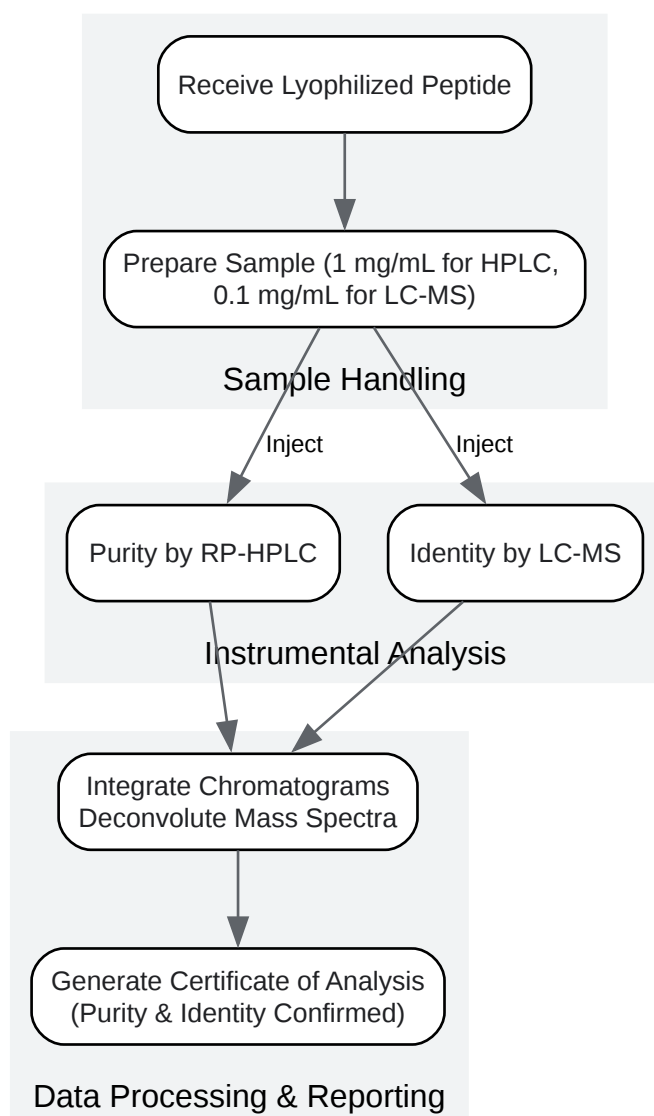 Receive Lyophilized Peptide
Prepare Sample (1 mg/mL for HPLC,
0.1 mg/mL for LC-MS)
Sample Handling
Inject
Inject
Purity by RP-HPLC
Identity by LC-MS
Instrumental Analysis
Integrate Chromatograms
Deconvolute Mass Spectra
Generate Certificate of Analysis
(Purity & Identity Confirmed)
Data Processing & Reporting